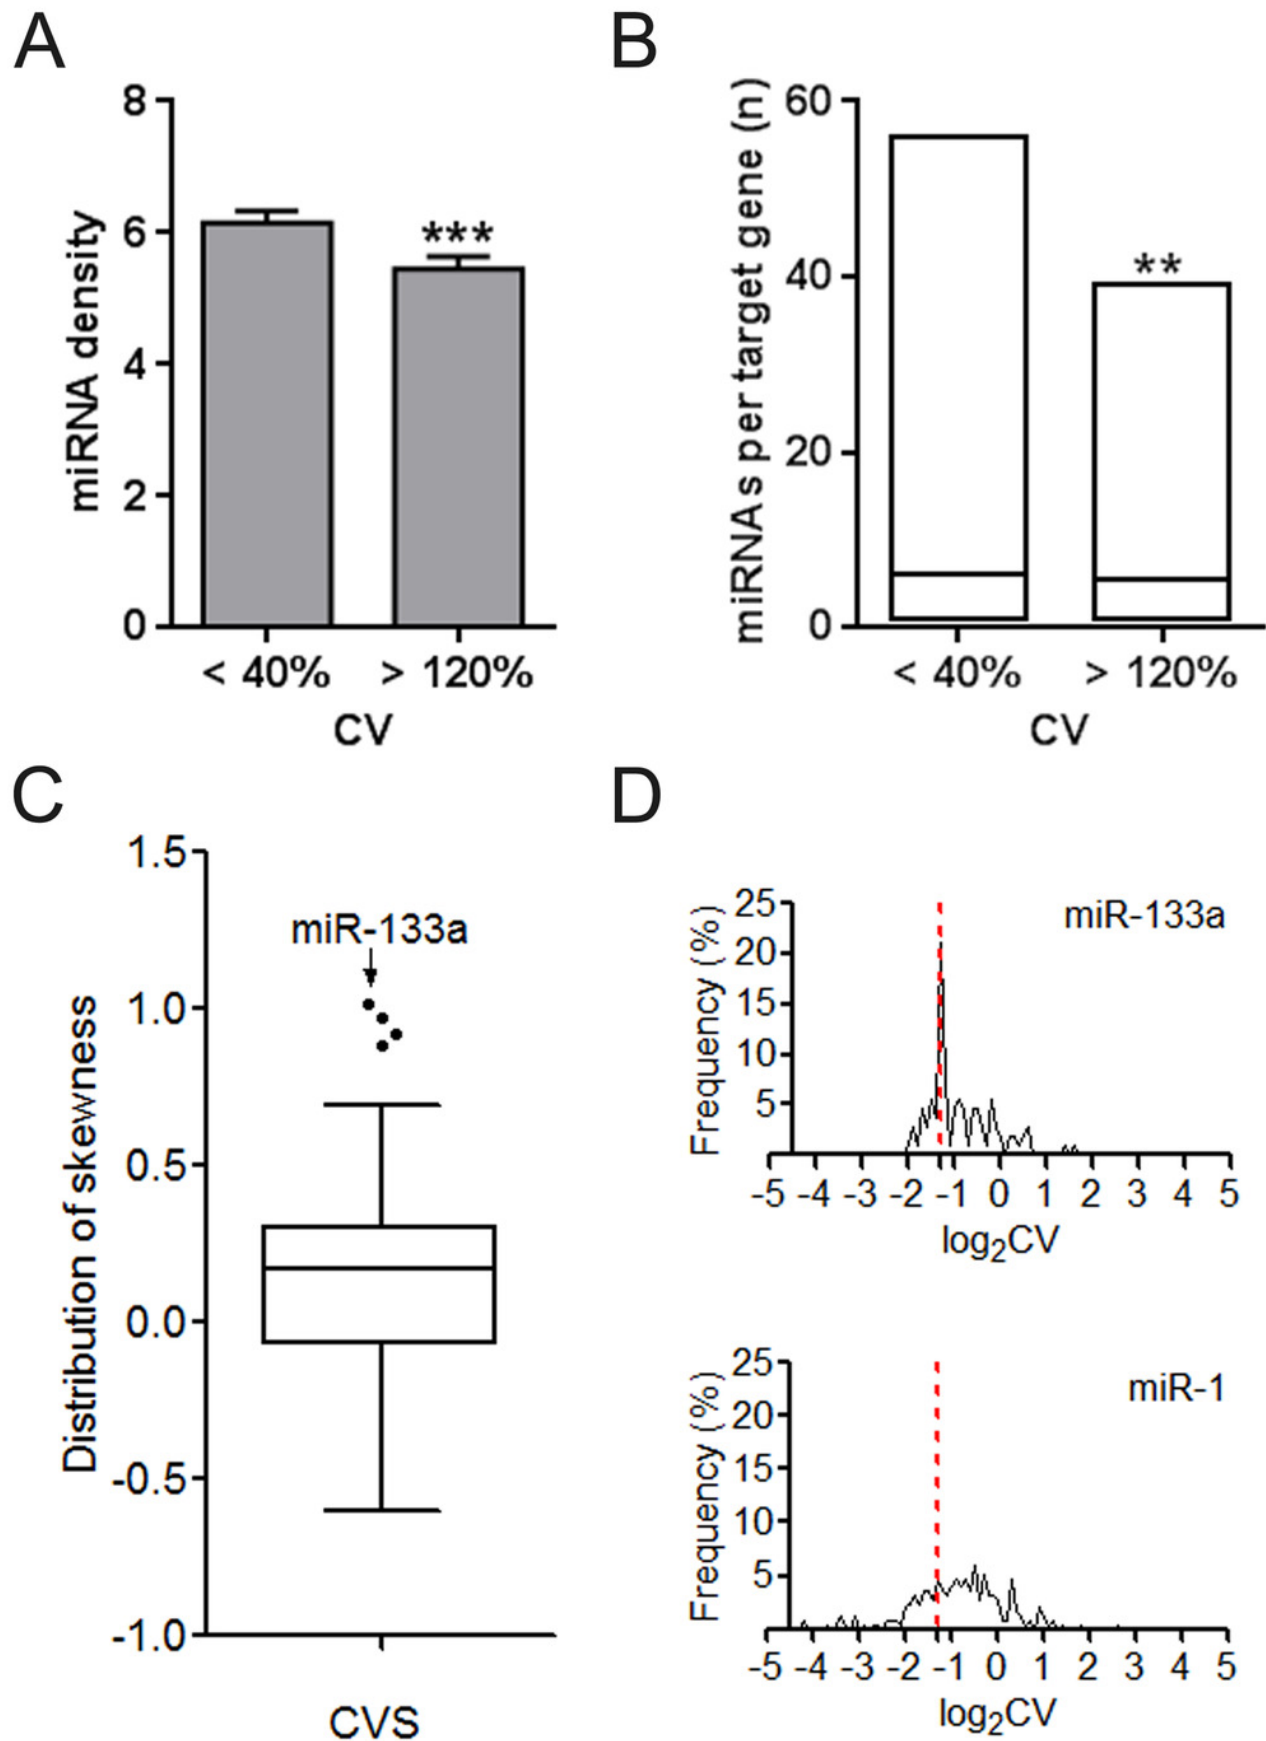 A
miRNA density
8
6
4
2
0
***
< 40%
> 120%
CV
B
miRNAs per target gene (n)
60
40
20
0
**
< 40%
> 120%
CV
C
Distribution of skewness
1.5
1.0
0.5
0.0
-0.5
-1.0
miR-133a
CVS
D
Frequency (%)
25
20
15
10
5
miR-133a
-5 -4 -3 -2 -1 0 1 2 3 4 5
log₂CV
Frequency (%)
25
20
15
10
5
miR-1
-5 -4 -3 -2 -1 0 1 2 3 4 5
log₂CV